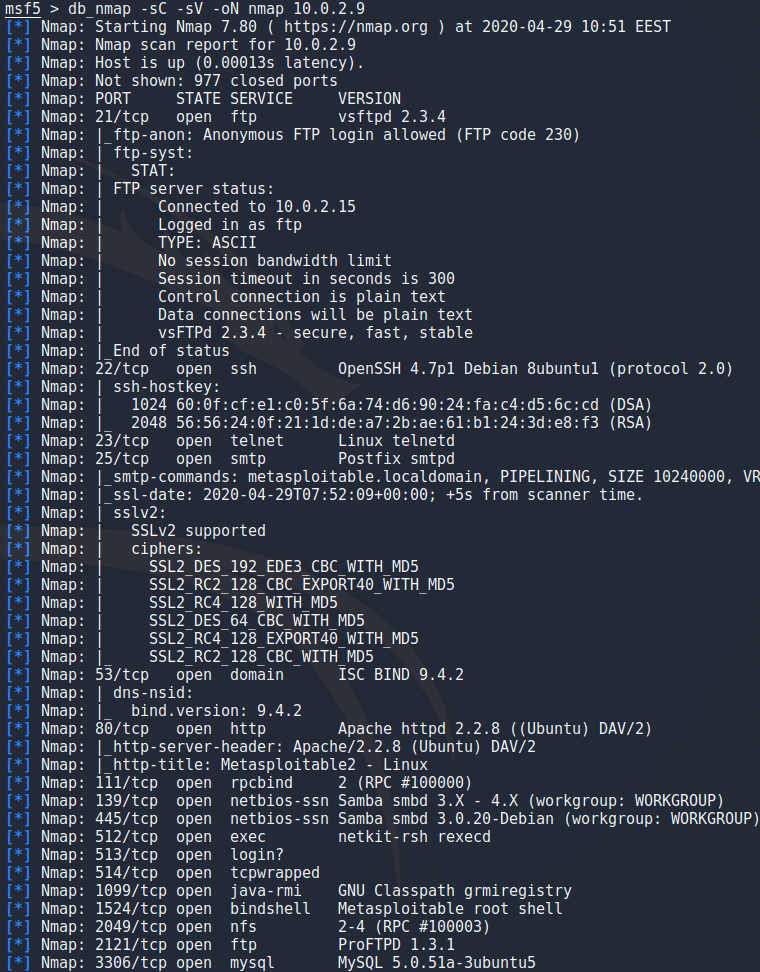 msf5 > db_nmap -sC -sV -oN nmap 10.0.2.9
[*] Nmap: Starting Nmap 7.80 ( https://nmap.org ) at 2020-04-29 10:51 EEST
[*] Nmap: Nmap scan report for 10.0.2.9
[*] Nmap: Host is up (0.00013s latency).
[*] Nmap: Not shown: 977 closed ports
[*] Nmap: PORT     STATE SERVICE     VERSION
[*] Nmap: 21/tcp   open  ftp         vsftpd 2.3.4
[*] Nmap: |_ftp-anon: Anonymous FTP login allowed (FTP code 230)
[*] Nmap: | ftp-syst:
[*] Nmap: |   STAT:
[*] Nmap: | FTP server status:
[*] Nmap: |      Connected to 10.0.2.15
[*] Nmap: |      Logged in as ftp
[*] Nmap: |      TYPE: ASCII
[*] Nmap: |      No session bandwidth limit
[*] Nmap: |      Session timeout in seconds is 300
[*] Nmap: |      Control connection is plain text
[*] Nmap: |      Data connections will be plain text
[*] Nmap: |      vsFTPd 2.3.4 - secure, fast, stable
[*] Nmap: |_End of status
[*] Nmap: 22/tcp   open  ssh         OpenSSH 4.7p1 Debian 8ubuntu1 (protocol 2.0)
[*] Nmap: | ssh-hostkey:
[*] Nmap: |   1024 60:0f:cf:e1:c0:5f:6a:74:d6:90:24:fa:c4:d5:6c:cd (DSA)
[*] Nmap: |_  2048 56:56:24:0f:21:1d:de:a7:2b:ae:61:b1:24:3d:e8:f3 (RSA)
[*] Nmap: 23/tcp   open  telnet      Linux telnetd
[*] Nmap: 25/tcp   open  smtp        Postfix smtpd
[*] Nmap: |_smtp-commands: metasploitable.localdomain, PIPELINING, SIZE 10240000, VR
[*] Nmap: |_ssl-date: 2020-04-29T07:52:09+00:00; +5s from scanner time.
[*] Nmap: | sslv2:
[*] Nmap: |   SSLv2 supported
[*] Nmap: |   ciphers:
[*] Nmap: |     SSL2_DES_192_EDE3_CBC_WITH_MD5
[*] Nmap: |     SSL2_RC2_128_CBC_EXPORT40_WITH_MD5
[*] Nmap: |     SSL2_RC4_128_WITH_MD5
[*] Nmap: |     SSL2_DES_64_CBC_WITH_MD5
[*] Nmap: |     SSL2_RC4_128_EXPORT40_WITH_MD5
[*] Nmap: |_    SSL2_RC2_128_CBC_WITH_MD5
[*] Nmap: 53/tcp   open  domain      ISC BIND 9.4.2
[*] Nmap: | dns-nsid:
[*] Nmap: |_  bind.version: 9.4.2
[*] Nmap: 80/tcp   open  http        Apache httpd 2.2.8 ((Ubuntu) DAV/2)
[*] Nmap: |_http-server-header: Apache/2.2.8 (Ubuntu) DAV/2
[*] Nmap: |_http-title: Metasploitable2 - Linux
[*] Nmap: 111/tcp  open  rpcbind     2 (RPC #100000)
[*] Nmap: 139/tcp  open  netbios-ssn Samba smbd 3.X - 4.X (workgroup: WORKGROUP)
[*] Nmap: 445/tcp  open  netbios-ssn Samba smbd 3.0.20-Debian (workgroup: WORKGROUP)
[*] Nmap: 512/tcp  open  exec        netkit-rsh rexecd
[*] Nmap: 513/tcp  open  login?
[*] Nmap: 514/tcp  open  tcpwrapped
[*] Nmap: 1099/tcp open  java-rmi    GNU Classpath grmiregistry
[*] Nmap: 1524/tcp open  bindshell   Metasploitable root shell
[*] Nmap: 2049/tcp open  nfs         2-4 (RPC #100003)
[*] Nmap: 2121/tcp open  ftp         ProFTPD 1.3.1
[*] Nmap: 3306/tcp open  mysql       MySQL 5.0.51a-3ubuntu5